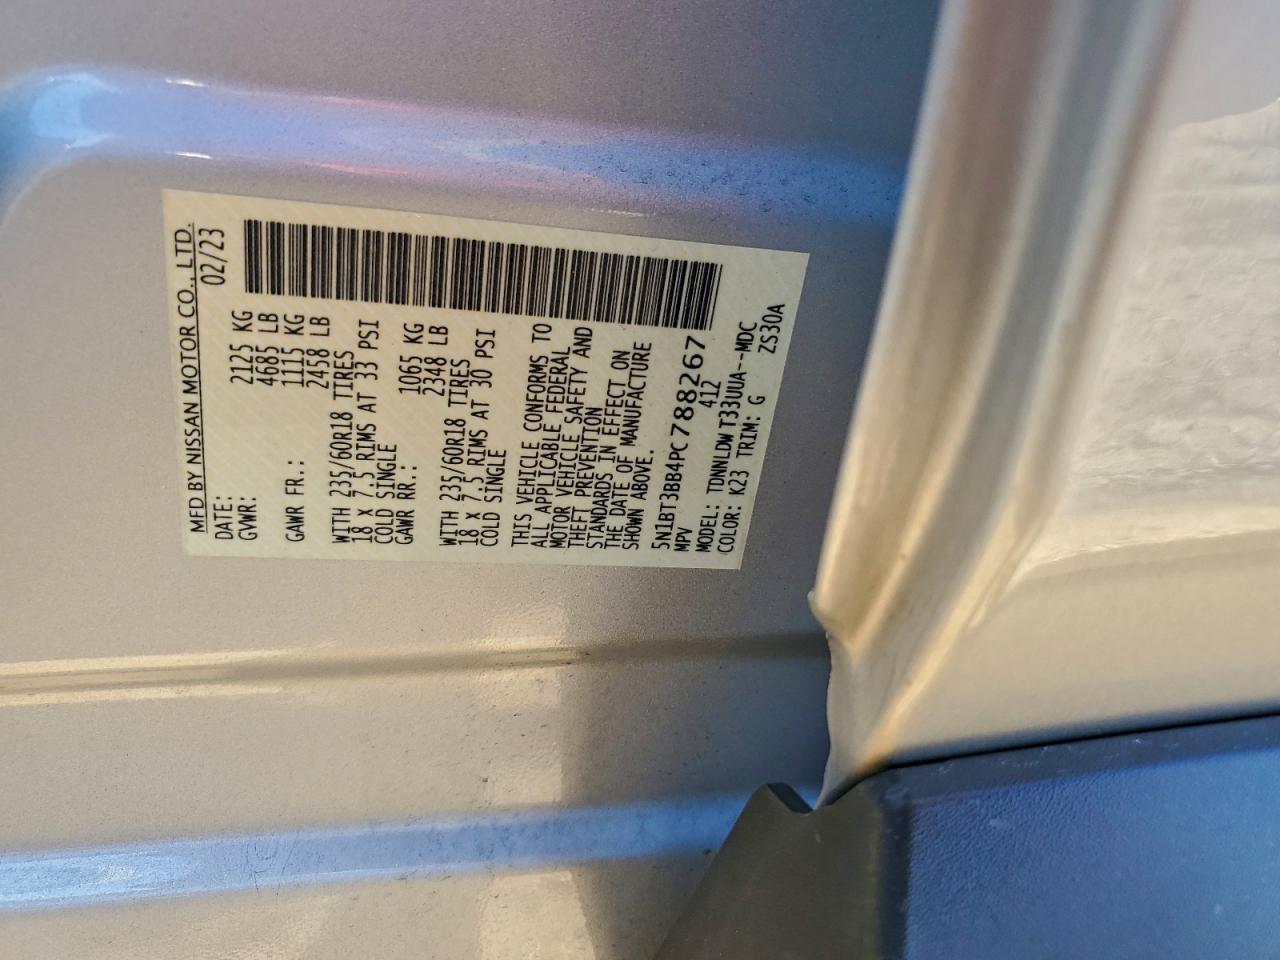 MFD BY NISSAN MOTOR CO., LTD.
DATE: 02/23
GVWR: 2125 KG
4685 LB
GAWR FR.: 1115 KG
2458 LB
WITH 235/60R18 TIRES
18 X 7.5 RIMS AT 33 PSI
COLD SINGLE
GAWR RR.: 1065 KG
2348 LB
WITH 235/60R18 TIRES
18 X 7.5 RIMS AT 30 PSI
COLD SINGLE
THIS VEHICLE CONFORMS TO
ALL APPLICABLE FEDERAL
MOTOR VEHICLE SAFETY AND
THEFT PREVENTION
STANDARDS IN EFFECT ON
THE DATE OF MANUFACTURE
SHOWN ABOVE.
5N1BT3BB4PC788267
MPV 412
MODEL: TDNNLDW T33UUA--MDC
COLOR: K23 TRIM: G ZS30A